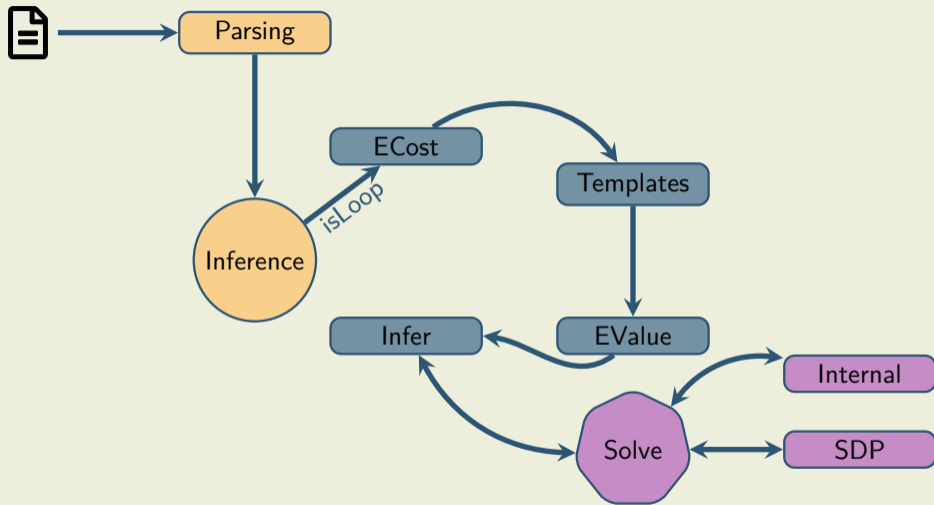 Parsing
ECost
isLoop
Templates
Inference
Infer
EValue
Internal
Solve
SDP